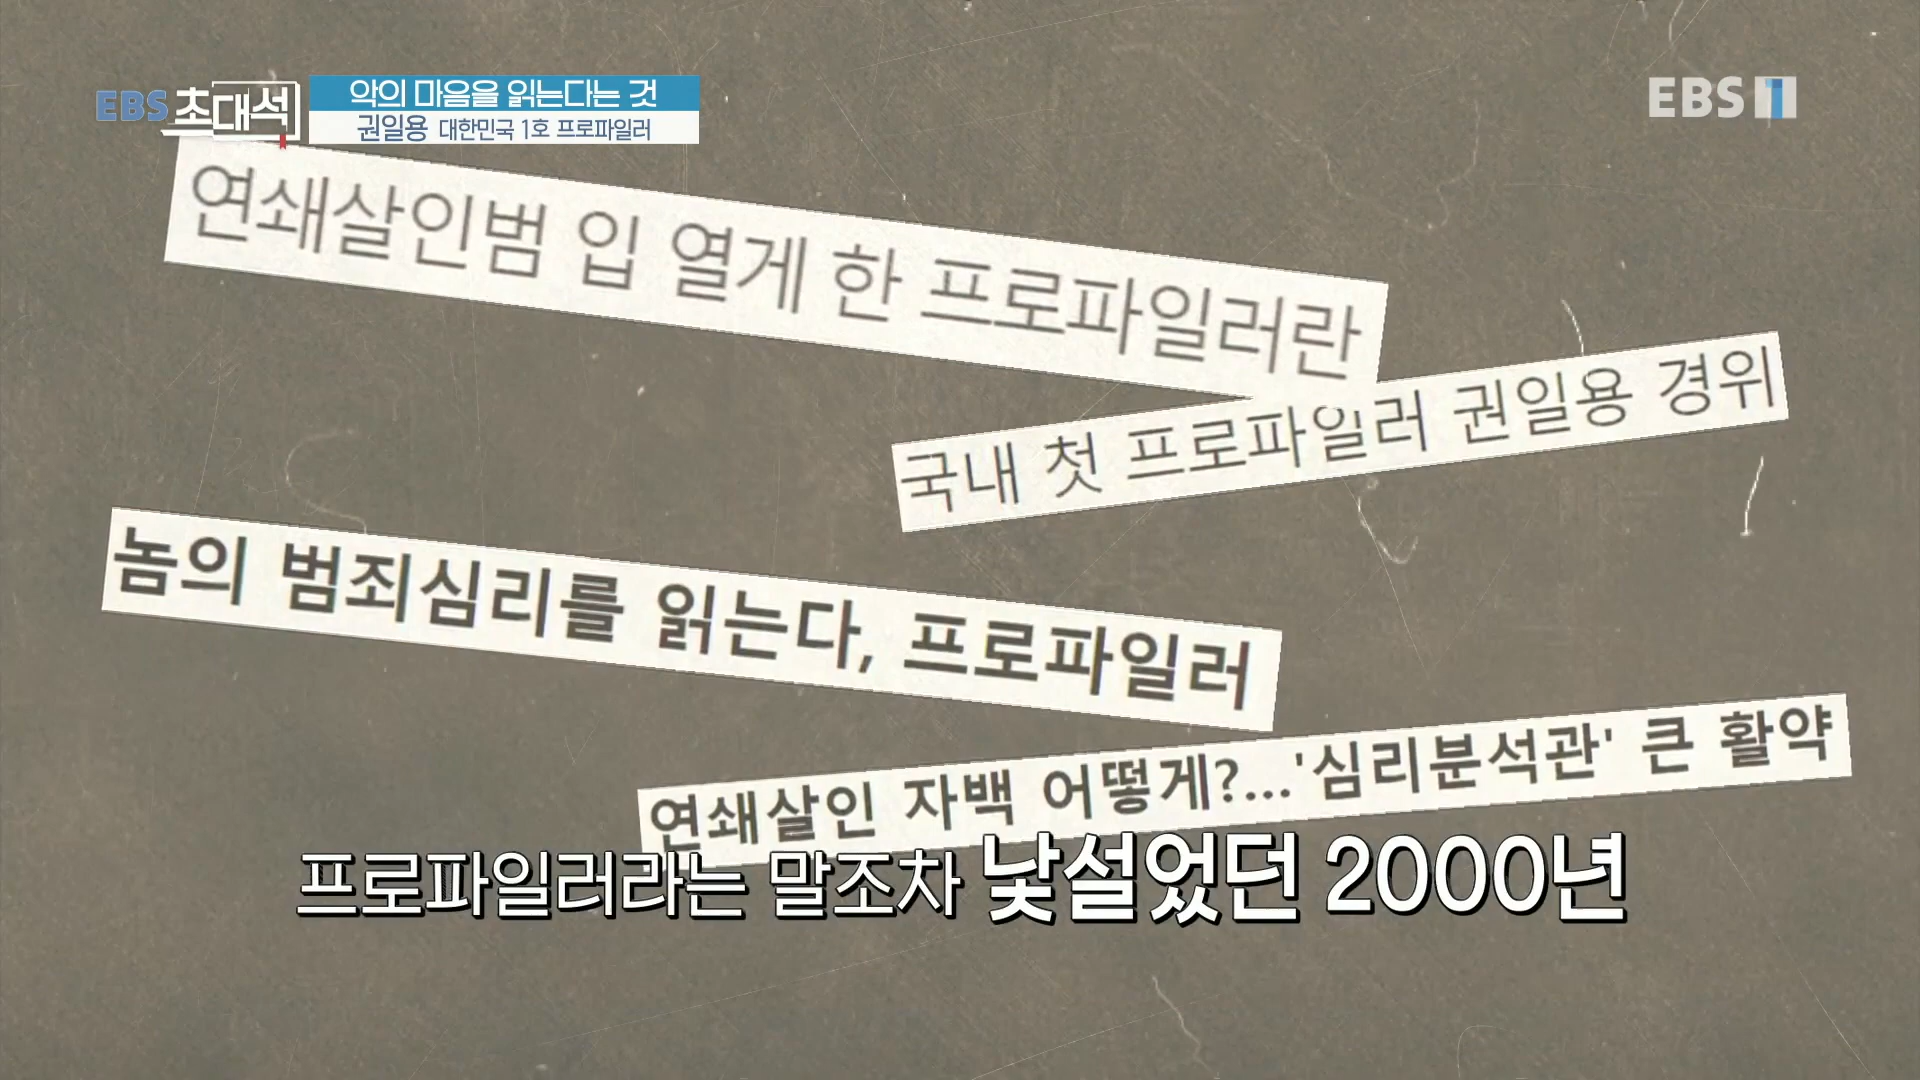 EBS 초대석
악의 마음을 읽는다는 것
권일용 대한민국 1호 프로파일러
EBS 1
연쇄살인범 입 열게 한 프로파일러란
국내 첫 프로파일러 권일용 경위
놈의 범죄심리를 읽는다, 프로파일러
연쇄살인 자백 어떻게?...'심리분석관' 큰 활약
프로파일러라는 말조차 낯설었던 2000년